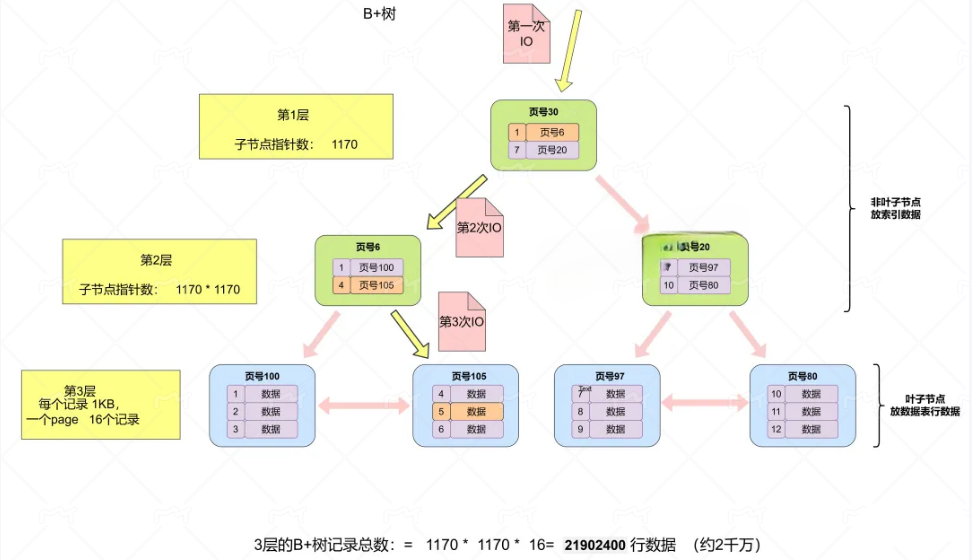 B+树
第一次
IO
第1层
子节点指针数： 1170
页号30
1 页号6
7 页号20
非叶子节点
放索引数据
第2次IO
第2层
子节点指针数： 1170 * 1170
页号6
1 页号100
4 页号105
页号20
7 页号97
10 页号80
第3次IO
第3层
每个记录 1KB，
一个page 16个记录
页号100
1 数据
2 数据
3 数据
页号105
4 数据
5 数据
6 数据
页号97
Text
7 数据
8 数据
9 数据
页号80
10 数据
11 数据
12 数据
叶子节点
放数据表行数据
3层的B+树记录总数：= 1170 * 1170 * 16= 21902400 行数据 （约2千万）